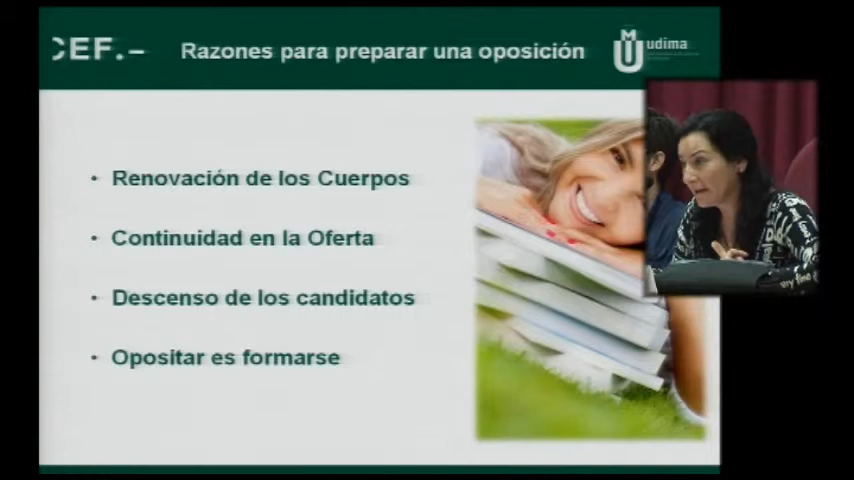 CEF.-
Razones para preparar una oposición
udima
• Renovación de los Cuerpos
• Continuidad en la Oferta
• Descenso de los candidatos
• Opositar es formarse